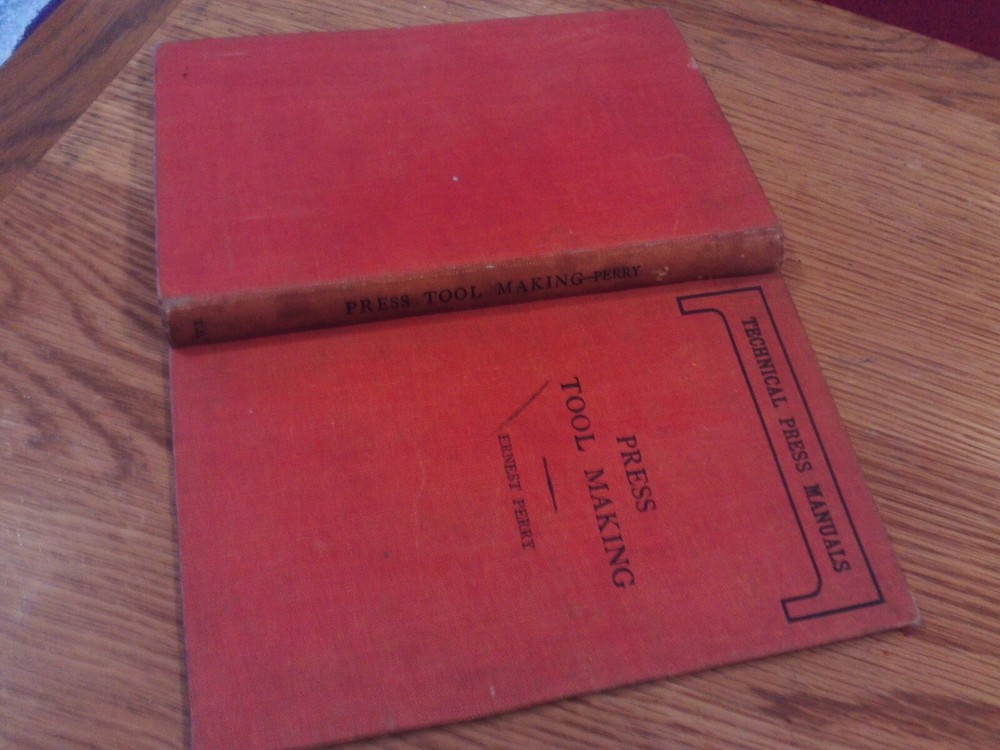 PRESS TOOL MAKING—PERRY
TECHNICAL PRESS MANUALS
PRESS
TOOL MAKING
ERNEST PERRY